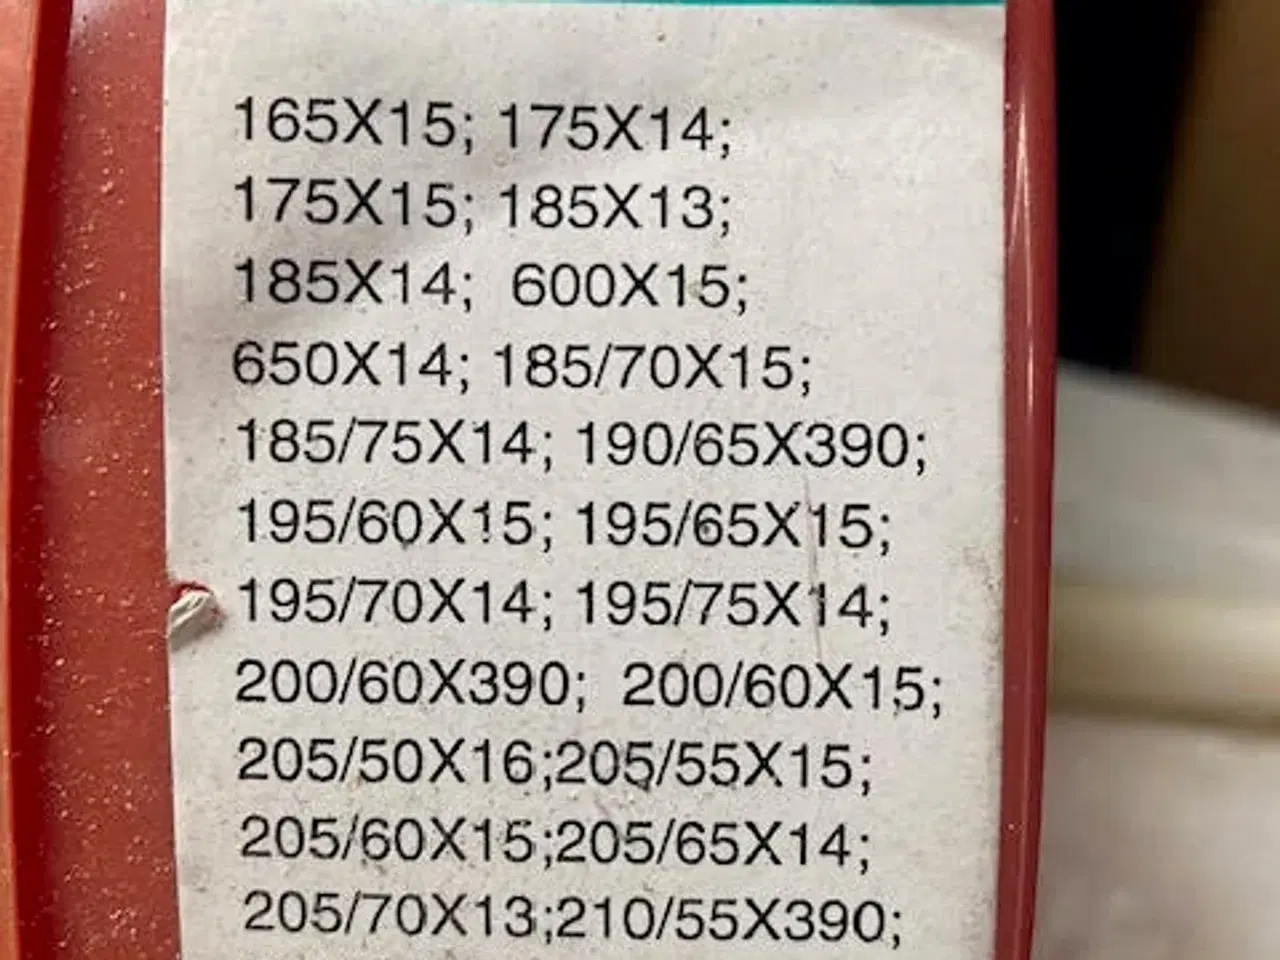 165X15; 175X14;
175X15; 185X13;
185X14; 600X15;
650X14; 185/70X15;
185/75X14; 190/65X390;
195/60X15; 195/65X15;
195/70X14; 195/75X14;
200/60X390; 200/60X15;
205/50X16;205/55X15;
205/60X15;205/65X14;
205/70X13;210/55X390;